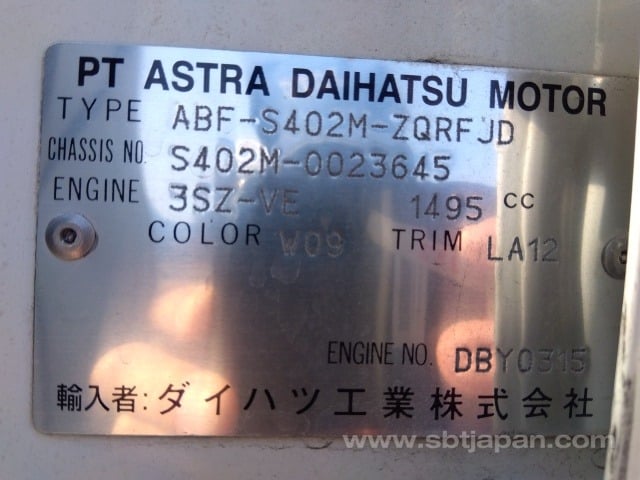 PT ASTRA DAIHATSU MOTOR
TYPE ABF-S402M-ZQRFJD
CHASSIS NO. S402M-0023645
ENGINE 3SZ-VE 1495 cc
COLOR W09 TRIM LA12
ENGINE NO. DBY0315
輸入者:ダイハツ工業株式会社
www.sbtjapan.com